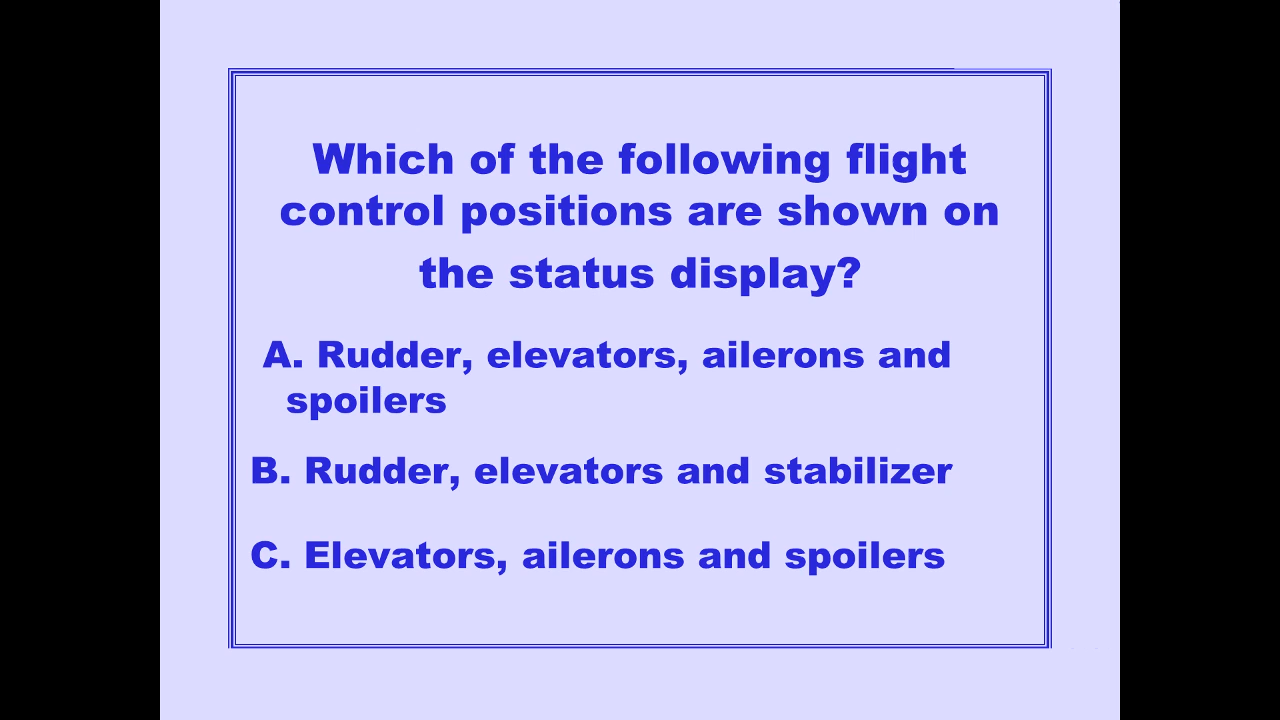 Which of the following flight
control positions are shown on
the status display?
A. Rudder, elevators, ailerons and
spoilers
B. Rudder, elevators and stabilizer
C. Elevators, ailerons and spoilers